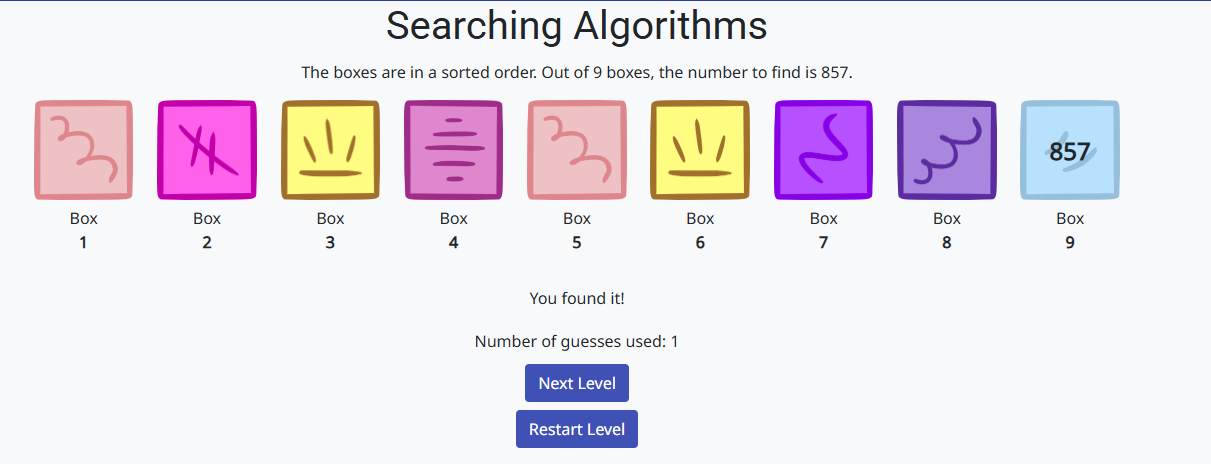 Searching Algorithms
The boxes are in a sorted order. Out of 9 boxes, the number to find is 857.
857
Box Box Box Box Box Box Box Box Box
1 2 3 4 5 6 7 8 9
You found it!
Number of guesses used: 1
Next Level
Restart Level